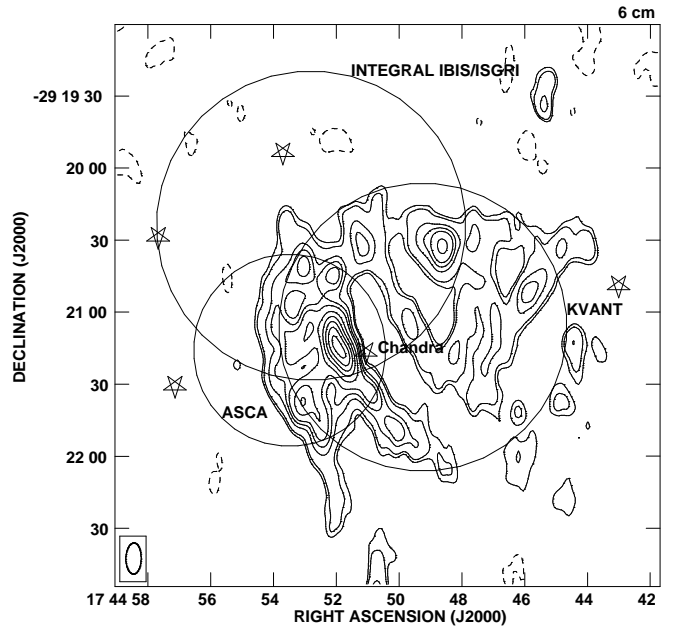 6 cm
INTEGRAL IBIS/ISGRI
-29 19 30
20 00
30
21 00
30
22 00
30
DECLINATION (J2000)
KVANT
Chandra
ASCA
17 44 58 56 54 52 50 48 46 44 42
RIGHT ASCENSION (J2000)